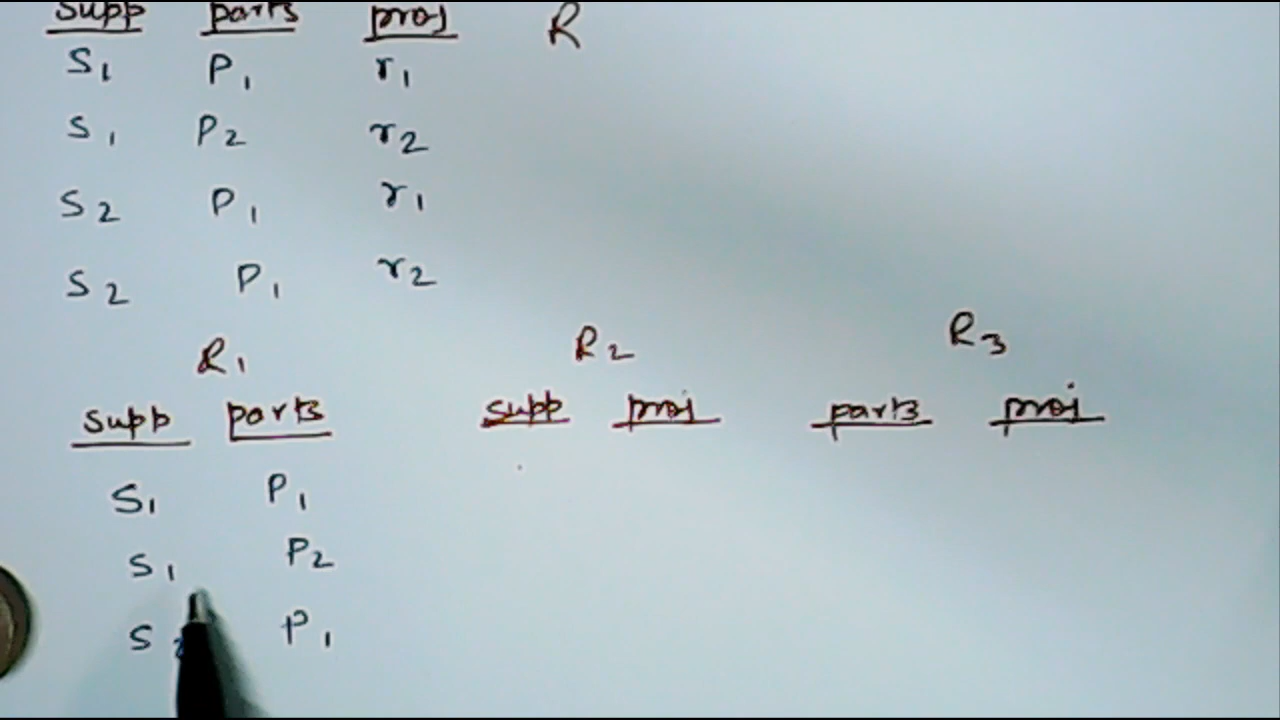 supp parts proj R
S1 P1 r1
S1 P2 r2
S2 P1 r1
S2 P1 r2
R1 R2 R3
supp parts supp proj parts proj
S1 P1
S1 P2
S P1